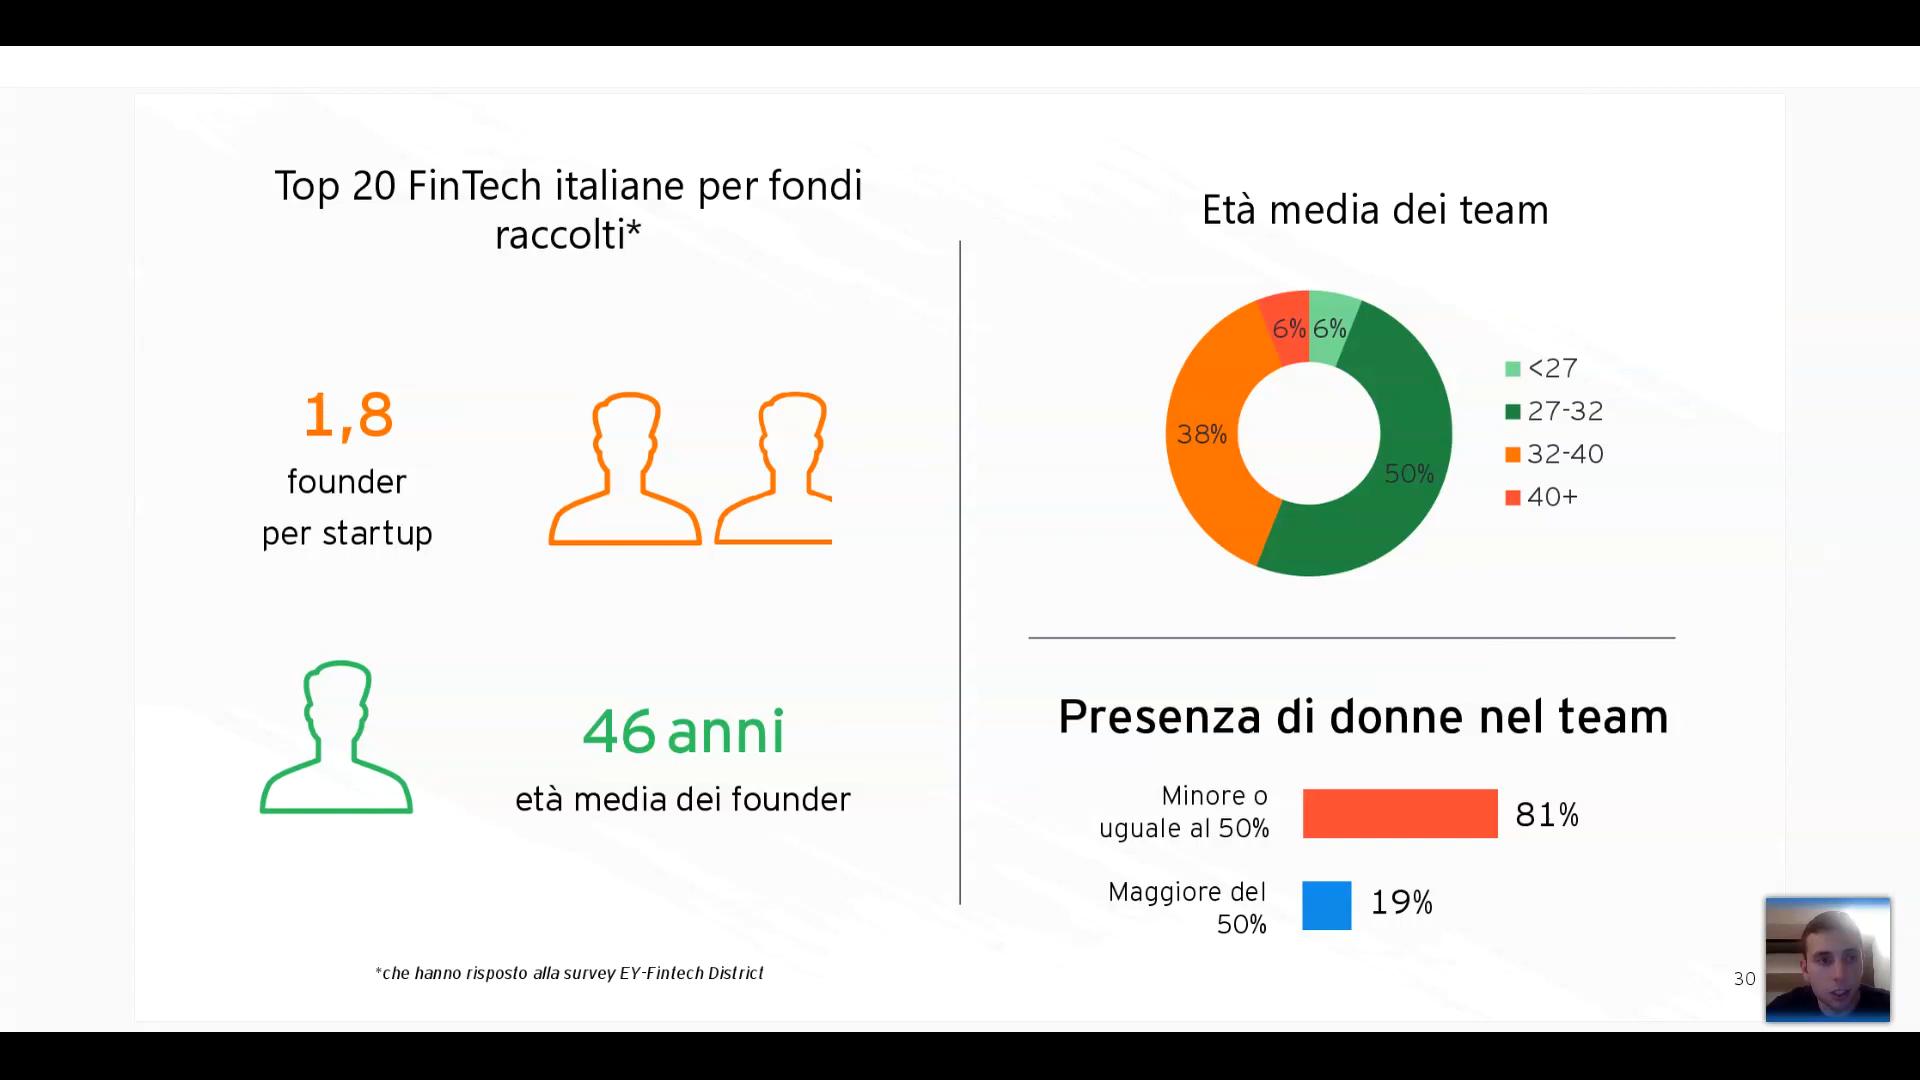 Top 20 FinTech italiane per fondi
raccolti*
1,8
founder
per startup
46 anni
età media dei founder
*che hanno risposto alla survey EY-Fintech District
Età media dei team
6%
6%
38%
50%
<27
27-32
32-40
40+
Presenza di donne nel team
Minore o
uguale al 50%
81%
Maggiore del
50%
19%
30